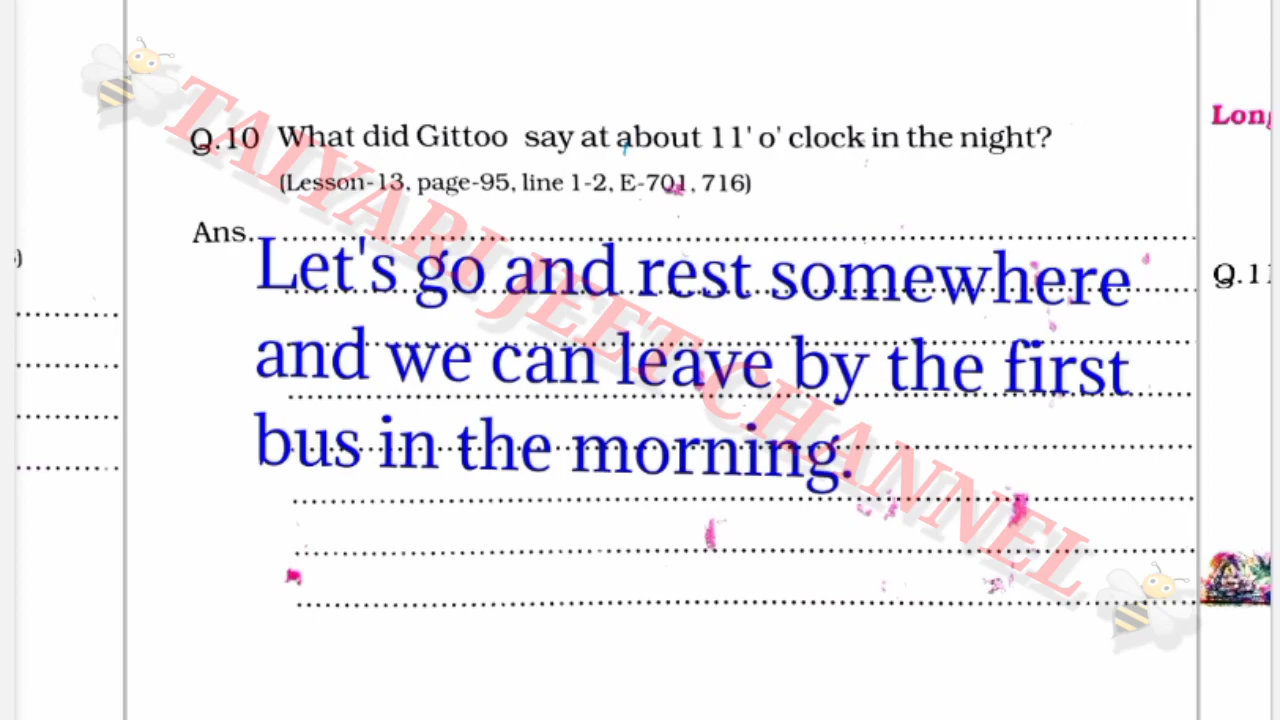 Long
Q.10 What did Gittoo say at about 11' o' clock in the night?
(Lesson-13, page-95, line 1-2, E-701, 716)
Ans.
Let's go and rest somewhere
and we can leave by the first
bus in the morning.
TAIYARI JEET CHANNEL
Q.11